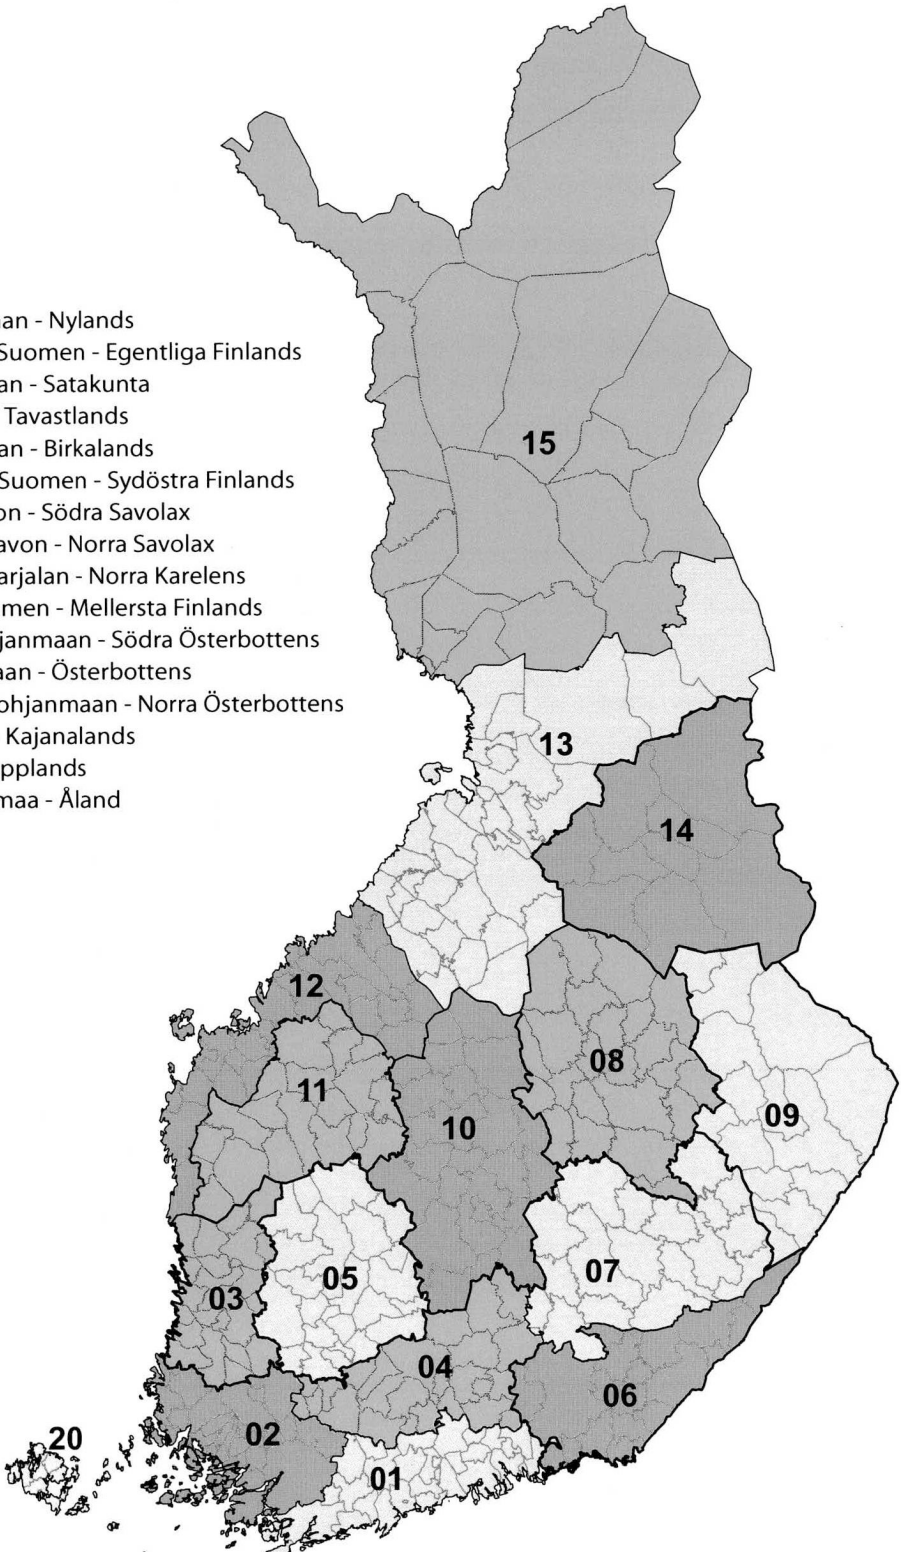 an - Nylands
Suomen - Egentliga Finlands
an - Satakunta
Tavastlands
an - Birkalands
Suomen - Sydöstra Finlands
on - Södra Savolax
avon - Norra Savolax
arjalan - Norra Karelens
men - Mellersta Finlands
janmaan - Södra Österbottens
aan - Österbottens
ohjanmaan - Norra Österbottens
Kajanalands
pplands
maa - Åland
15
13
14
12
11
10
08
09
05
03
07
04
06
02
01
20